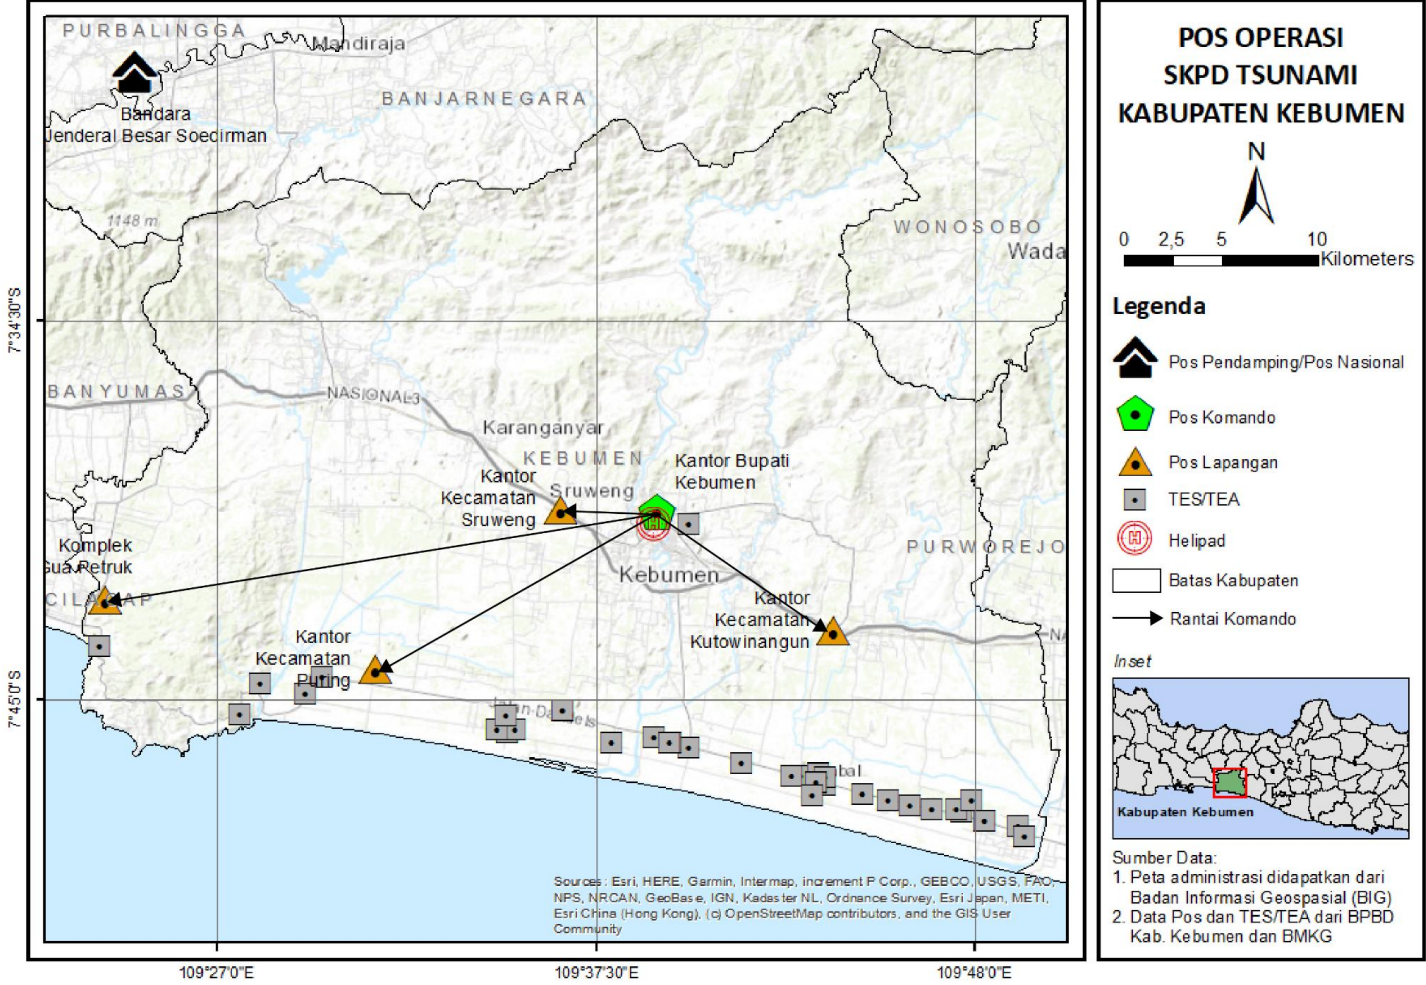 PURBALINGGA
Mandiraja
BANJARNEGARA
Bandara
Jenderal Besar Soedirman
1148 m
WONOSOBO
Wada
7°34'30"S
BANYUMAS
NASIONAL3
Karanganyar
KEBUMEN
Kantor Bupati
Kebumen
Kantor
Kecamatan
Sruweng
Sruweng
Komplek
Gua Petruk
CILACAP
PURWOREJO
Kebumen
Kantor
Kecamatan
Kutowinangun
NA
Kantor
Kecamatan
Puring
7°45'0"S
Jalan Daendels
mbal
Sources: Esri, HERE, Garmin, Intermap, increment P Corp., GEBCO, USGS, FAO,
NPS, NRCAN, GeoBase, IGN, Kadaster NL, Ordnance Survey, Esri Japan, METI,
Esri China (Hong Kong), (c) OpenStreetMap contributors, and the GIS User
Community
109°27'0"E
109°37'30"E
109°48'0"E
POS OPERASI
SKPD TSUNAMI
KABUPATEN KEBUMEN
N
0 2,5 5 10
Kilometers
Legenda
Pos Pendamping/Pos Nasional
Pos Komando
Pos Lapangan
TES/TEA
H Helipad
Batas Kabupaten
Rantai Komando
Inset
Kabupaten Kebumen
Sumber Data:
1. Peta administrasi didapatkan dari
Badan Informasi Geospasial (BIG)
2. Data Pos dan TES/TEA dari BPBD
Kab. Kebumen dan BMKG